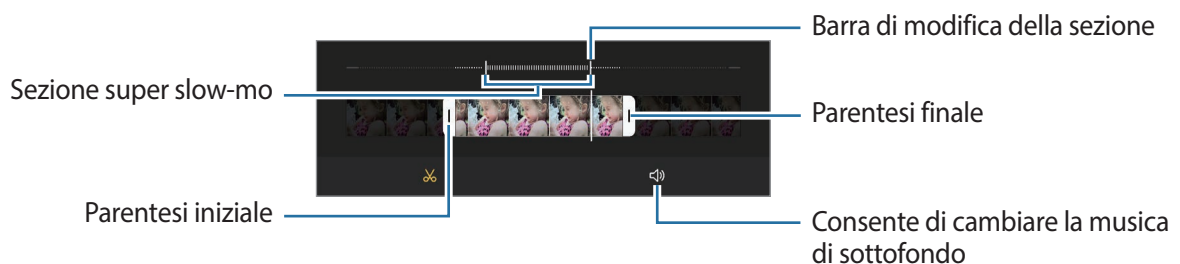 Barra di modifica della sezione
Sezione super slow-mo
Parentesi finale
Parentesi iniziale
Consente di cambiare la musica
di sottofondo